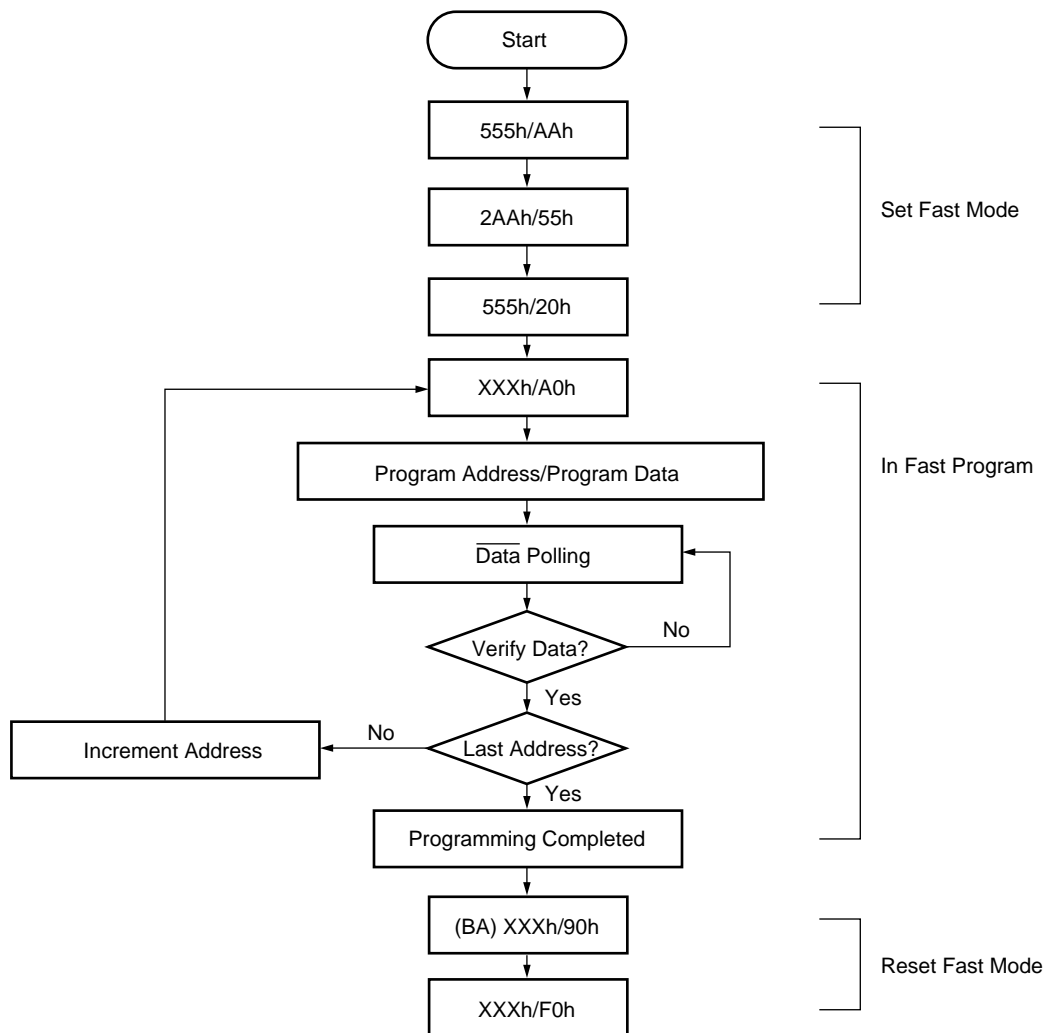 Start
555h/AAh
2AAh/55h
Set Fast Mode
555h/20h
XXXh/A0h
Program Address/Program Data
In Fast Program
Data Polling
Verify Data?
No
Yes
Increment Address
No
Last Address?
Yes
Programming Completed
(BA) XXXh/90h
Reset Fast Mode
XXXh/F0h